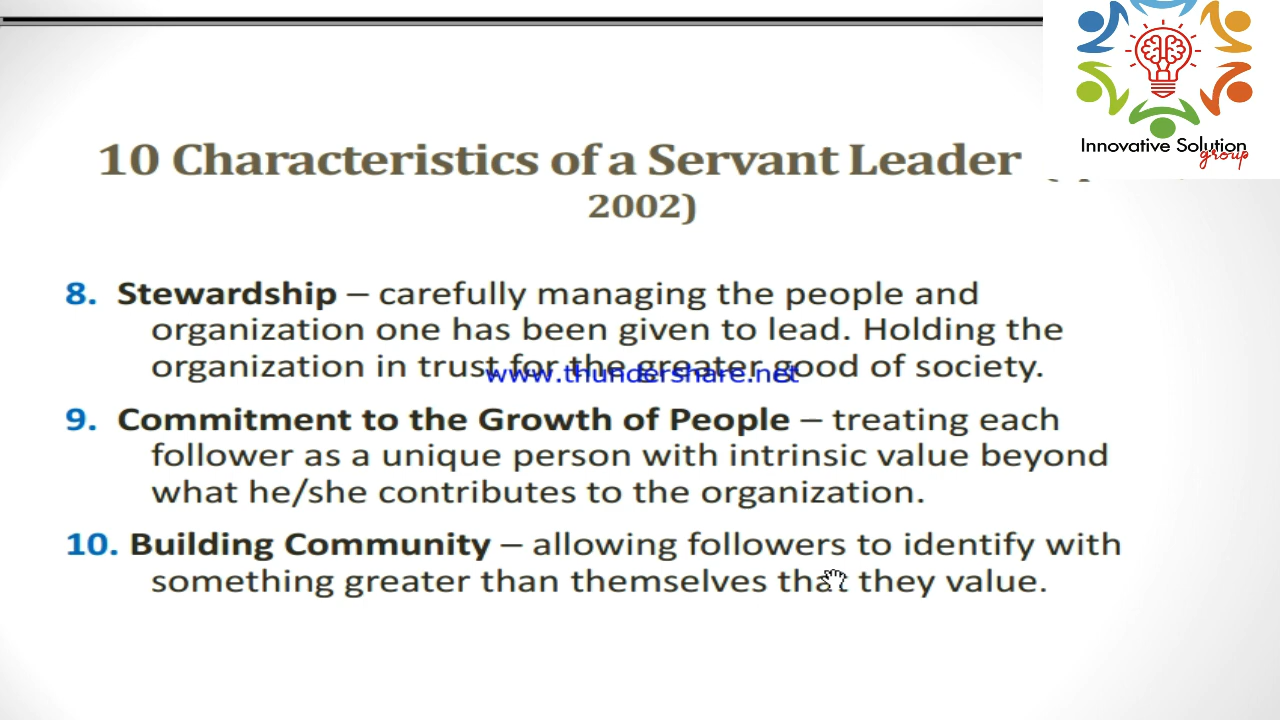 Innovative Solution
group
10 Characteristics of a Servant Leader
2002)
8. Stewardship – carefully managing the people and
organization one has been given to lead. Holding the
organization in trust for the greater good of society.
www.thundershare.net
9. Commitment to the Growth of People – treating each
follower as a unique person with intrinsic value beyond
what he/she contributes to the organization.
10. Building Community – allowing followers to identify with
something greater than themselves that they value.